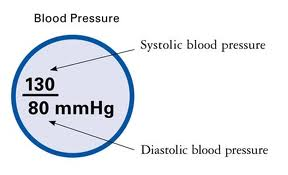 Blood Pressure
Systolic blood pressure
130
80 mmHg
Diastolic blood pressure